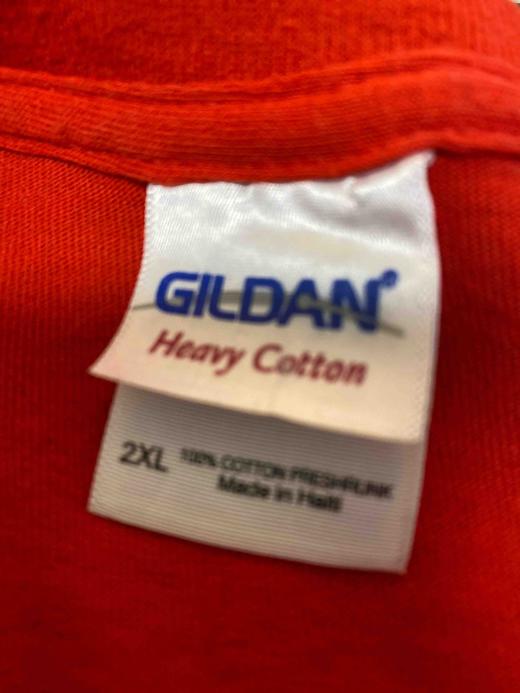 GILDAN®
Heavy Cotton
2XL 100% COTTON PRESHRUNK
Made in Haiti